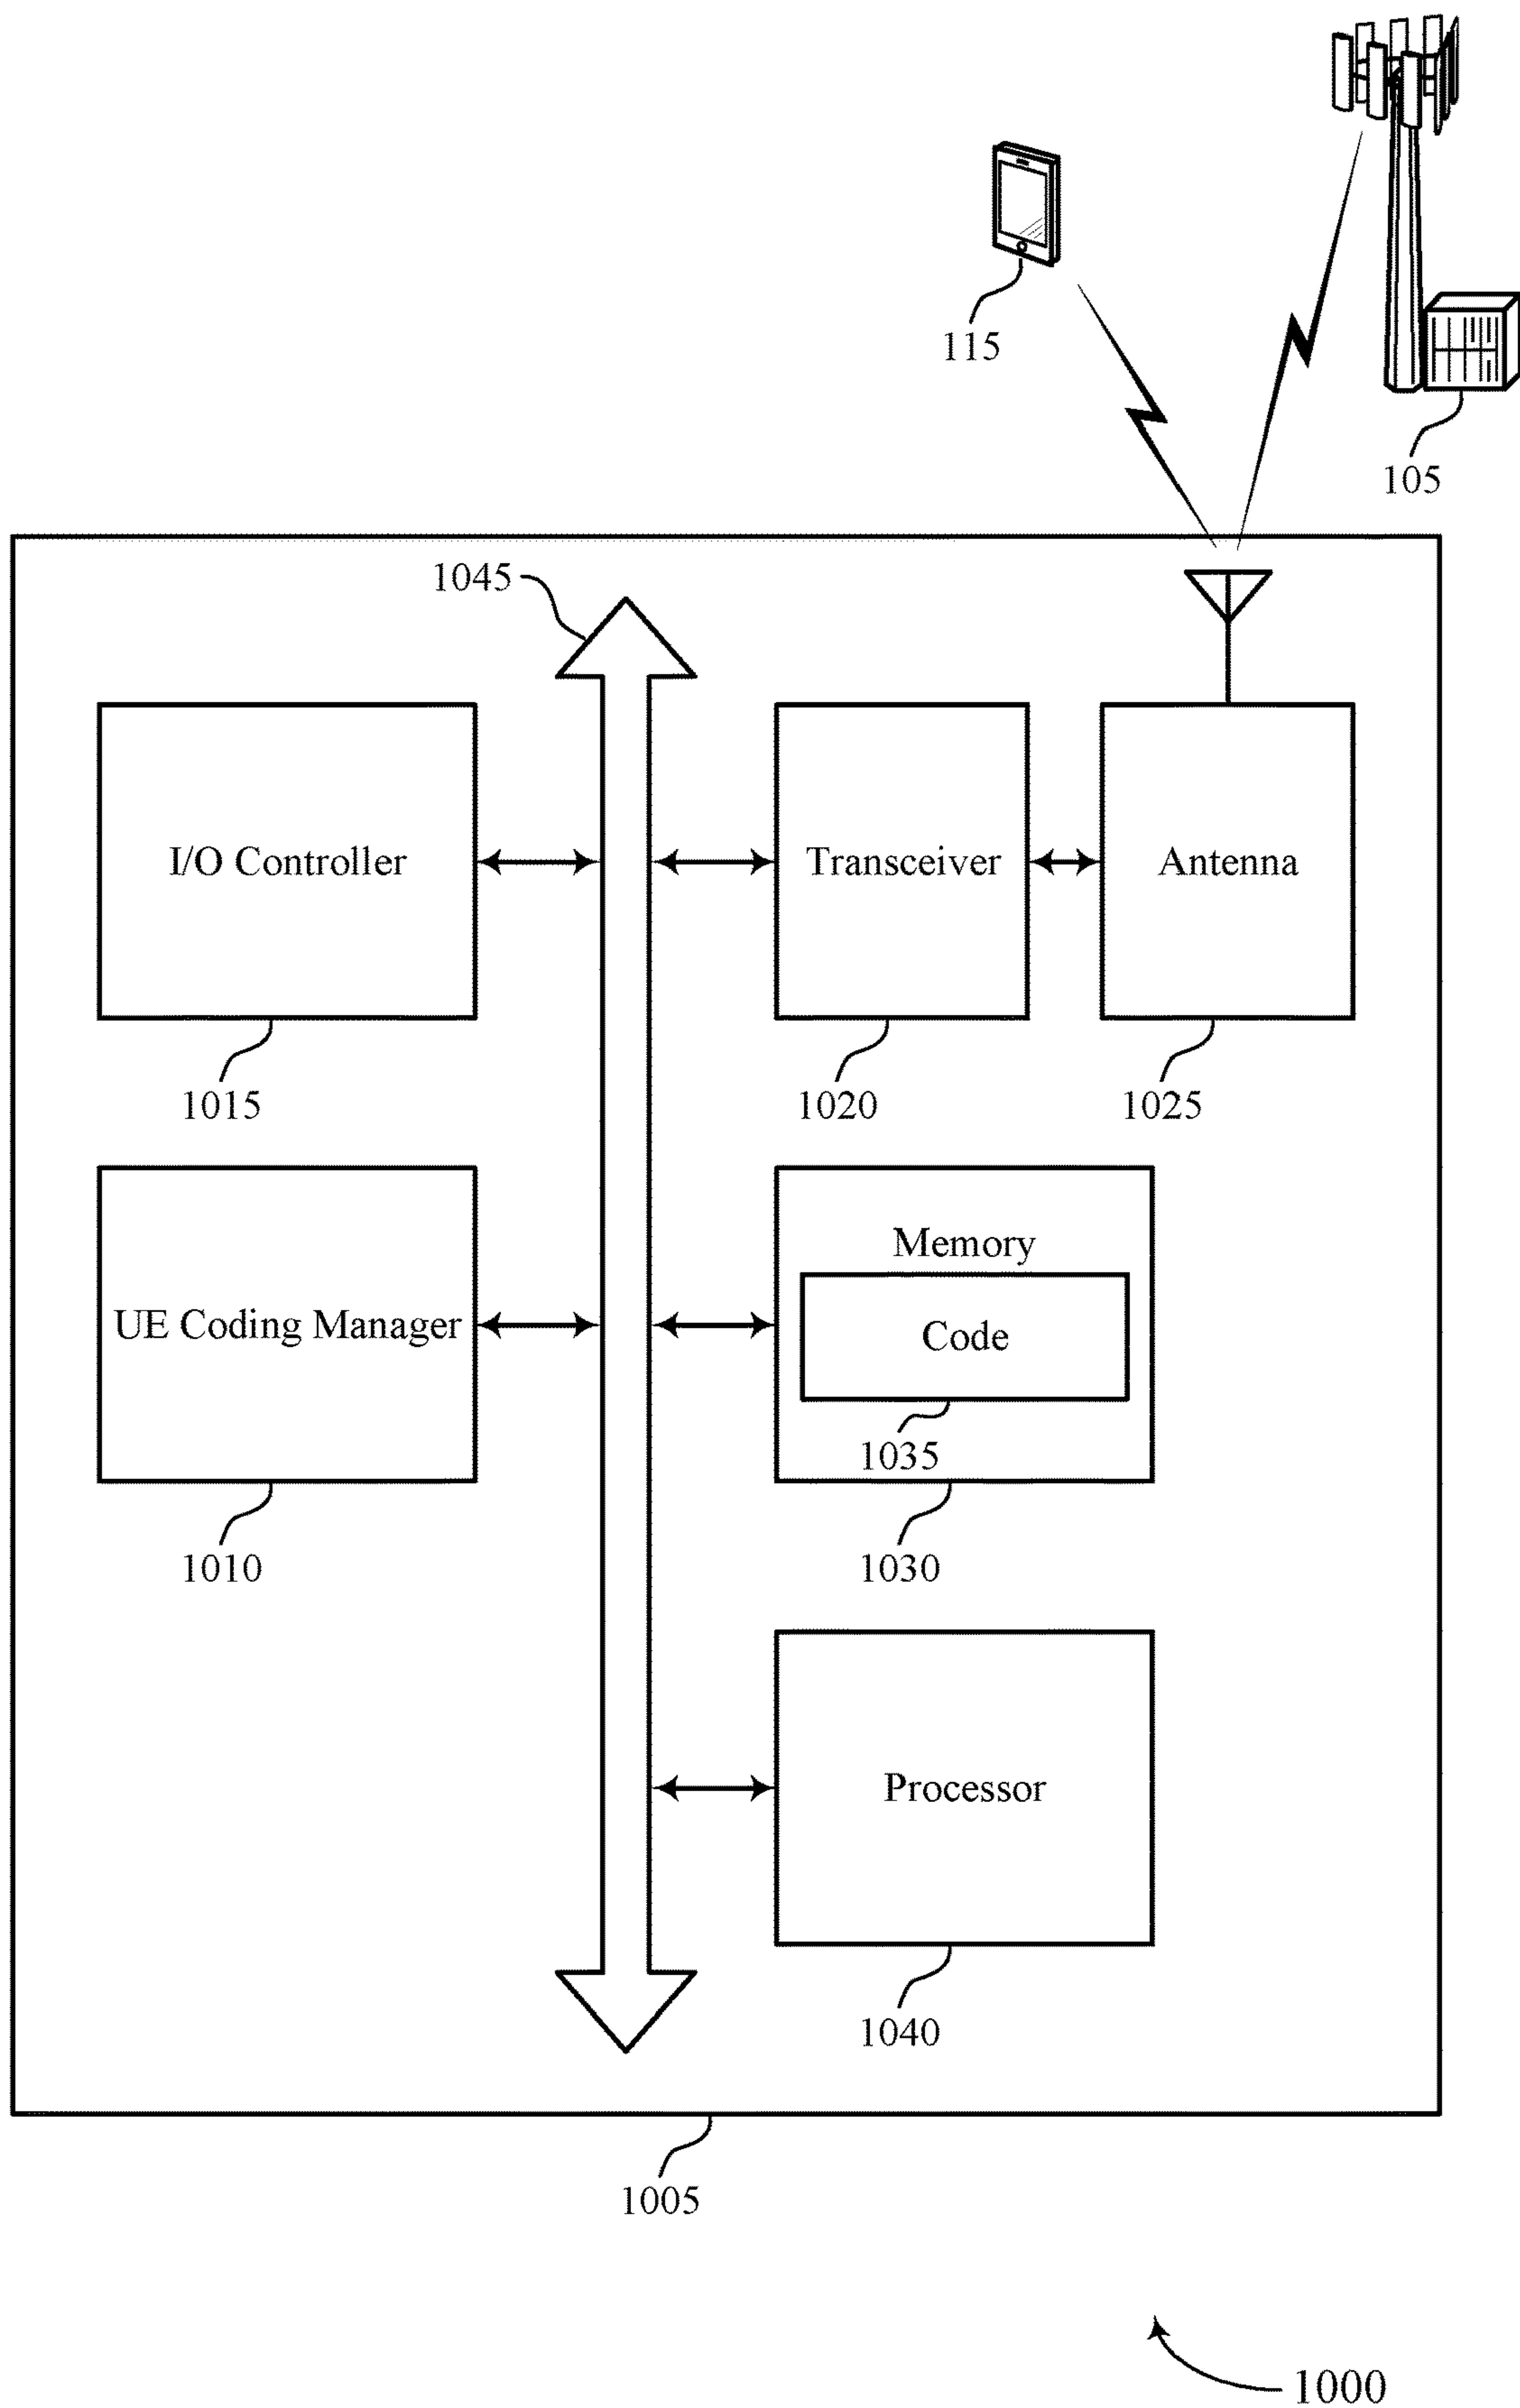 115
105
1045
I/O Controller
Transceiver
Antenna
1015
1020
1025
Memory
UE Coding Manager
Code
1035
1010
1030
Processor
1040
1005
1000